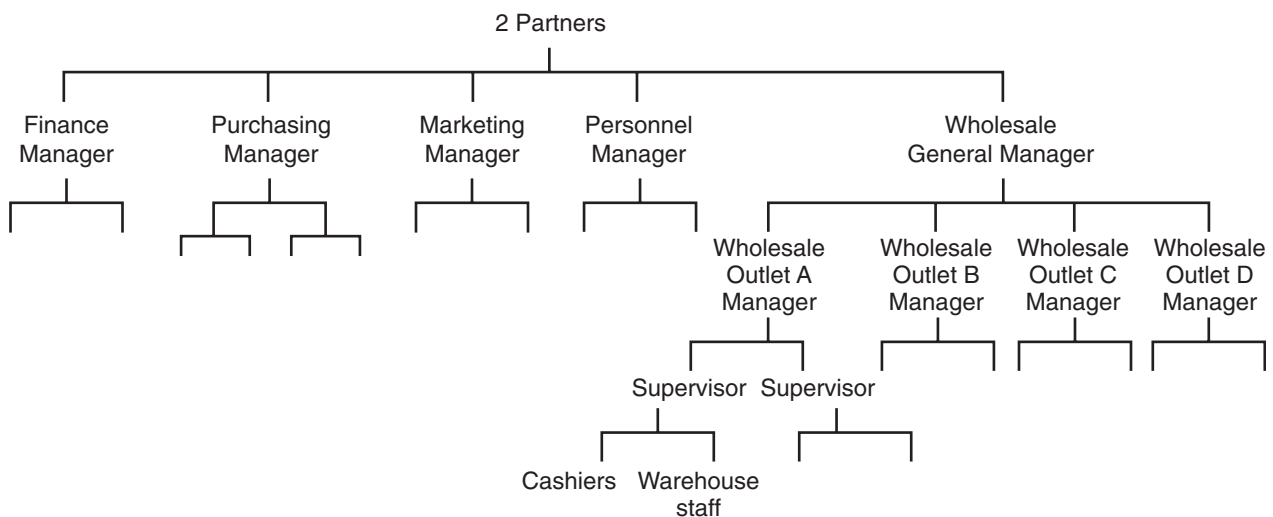 2 Partners
Finance
Manager
Purchasing
Manager
Marketing
Manager
Personnel
Manager
Wholesale
General Manager
Wholesale
Outlet A
Manager
Wholesale
Outlet B
Manager
Wholesale
Outlet C
Manager
Wholesale
Outlet D
Manager
Supervisor
Supervisor
Cashiers
Warehouse
staff